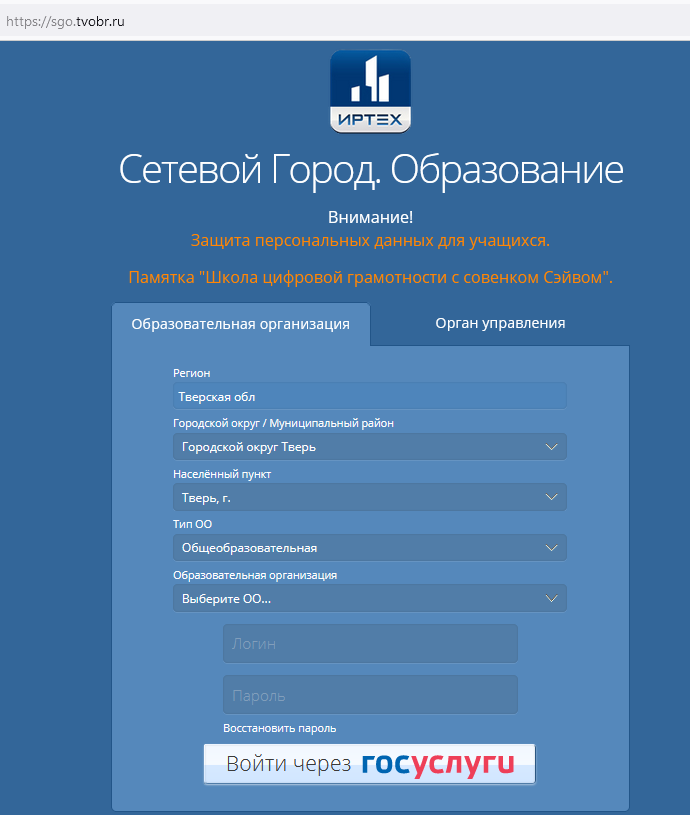 https://sgo.tvobr.ru
ИРТЕХ
Сетевой Город. Образование
Внимание!
Защита персональных данных для учащихся.
Памятка "Школа цифровой грамотности с совенком Сэйвом".
Образовательная организация
Орган управления
Регион
Тверская обл
Городской округ / Муниципальный район
Городской округ Тверь
Населённый пункт
Тверь, г.
Тип ОО
Общеобразовательная
Образовательная организация
Выберите ОО...
Логин
Пароль
Восстановить пароль
Войти через госуслуги